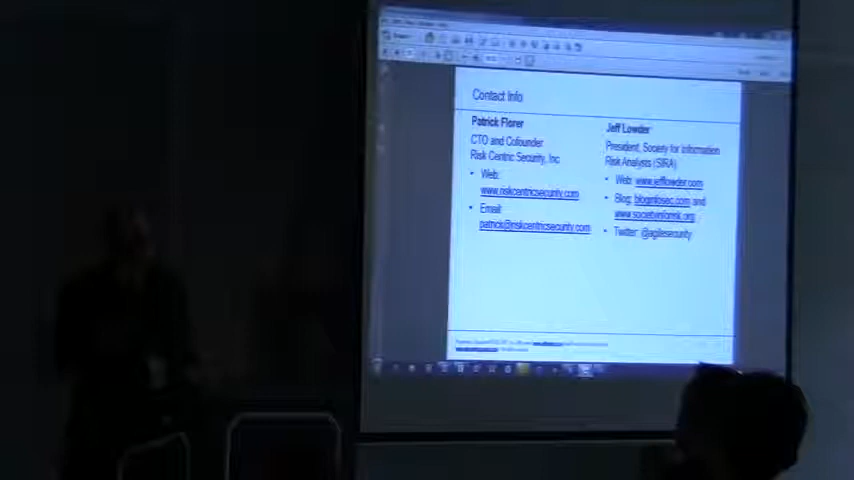 Contact Info
Patrick Florer
CTO and Cofounder
Risk Centric Security, Inc
• Web:
www.riskcentricsecurity.com
• Email:
patrick@riskcentricsecurity.com
Jeff Lowder
President, Society for Information
Risk Analysis (SIRA)
• Web: www.jefflowder.com
• Blog: bloginfosec.com and
www.societyinforisk.org
• Twitter: @agilesecurity